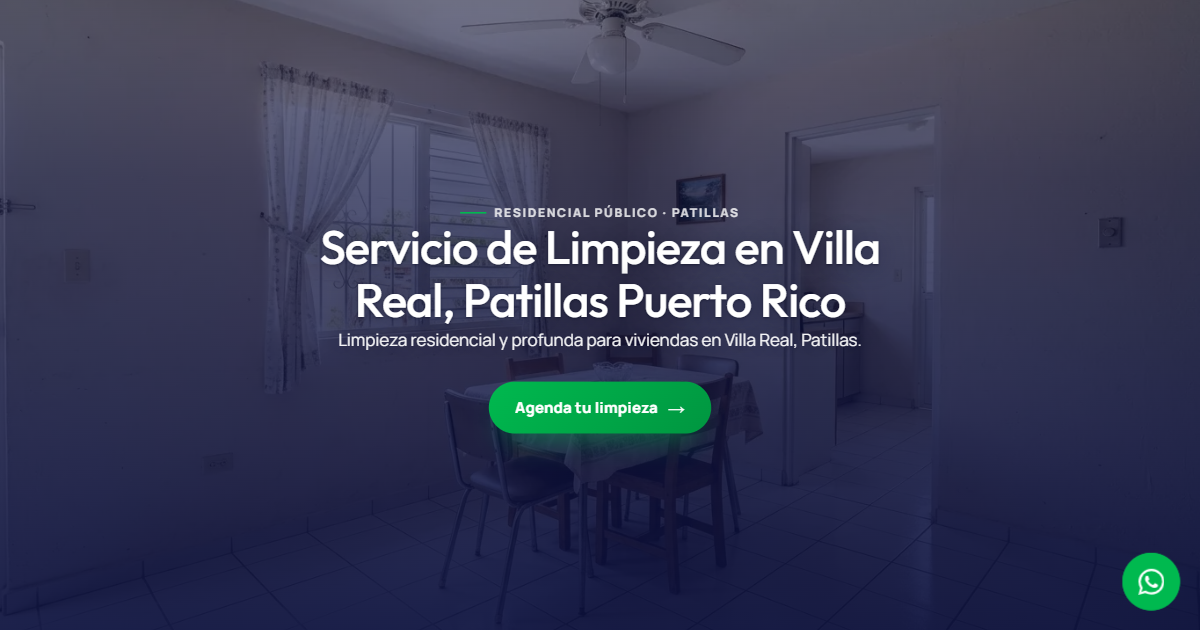 RESIDENCIAL PÚBLICO · PATILLAS
Servicio de Limpieza en Villa
Real, Patillas Puerto Rico
Limpieza residencial y profunda para viviendas en Villa Real, Patillas.
Agenda tu limpieza →